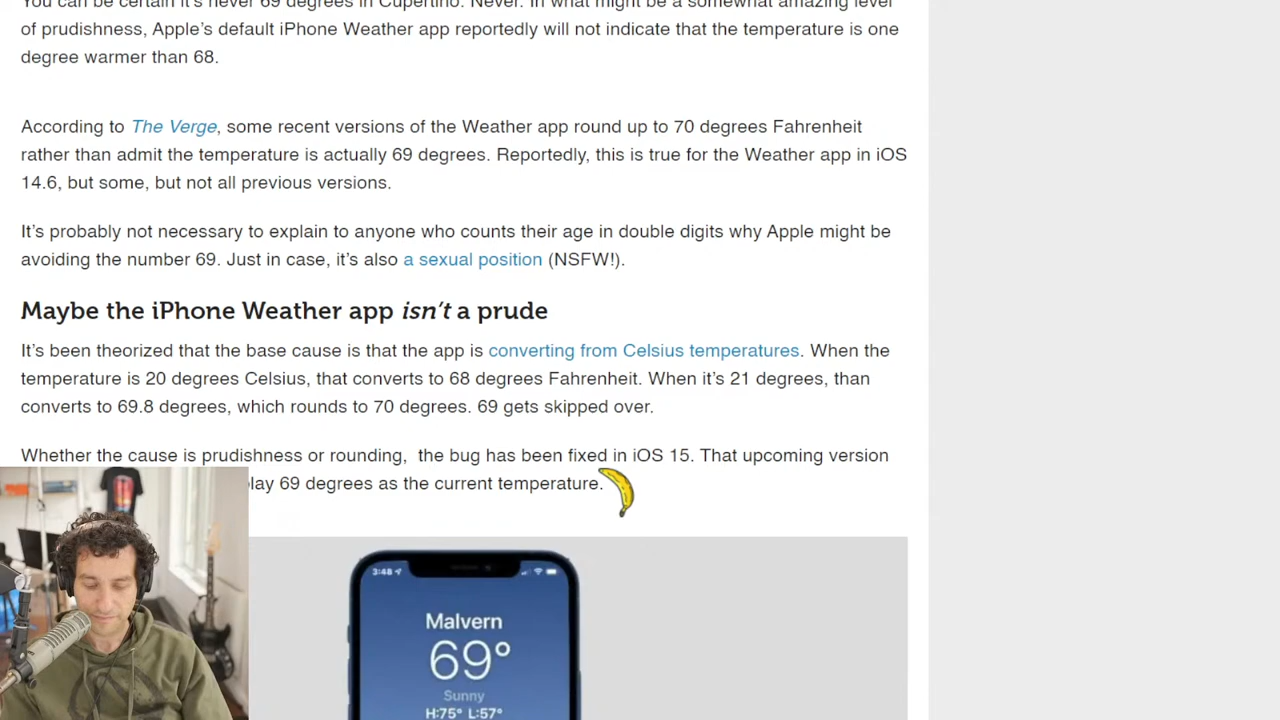 You can be certain it's never 69 degrees in Cupertino. Never. In what might be a somewhat amazing level
of prudishness, Apple's default iPhone Weather app reportedly will not indicate that the temperature is one
degree warmer than 68.
According to The Verge, some recent versions of the Weather app round up to 70 degrees Fahrenheit
rather than admit the temperature is actually 69 degrees. Reportedly, this is true for the Weather app in iOS
14.6, but some, but not all previous versions.
It's probably not necessary to explain to anyone who counts their age in double digits why Apple might be
avoiding the number 69. Just in case, it's also a sexual position (NSFW!).
Maybe the iPhone Weather app isn't a prude
It's been theorized that the base cause is that the app is converting from Celsius temperatures. When the
temperature is 20 degrees Celsius, that converts to 68 degrees Fahrenheit. When it's 21 degrees, than
converts to 69.8 degrees, which rounds to 70 degrees. 69 gets skipped over.
Whether the cause is prudishness or rounding,  the bug has been fixed in iOS 15. That upcoming version
lay 69 degrees as the current temperature.
3:48
Malvern
69°
Sunny
H:75° L:57°